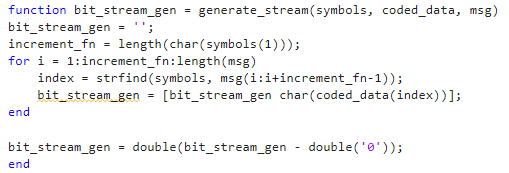 function bit_stream_gen = generate_stream(symbols, coded_data, msg)
bit_stream_gen = '';
increment_fn = length(char(symbols(1)));
for i = 1:increment_fn:length(msg)
    index = strfind(symbols, msg(i:i+increment_fn-1));
    bit_stream_gen = [bit_stream_gen char(coded_data(index))];
end

bit_stream_gen = double(bit_stream_gen - double('0'));
end